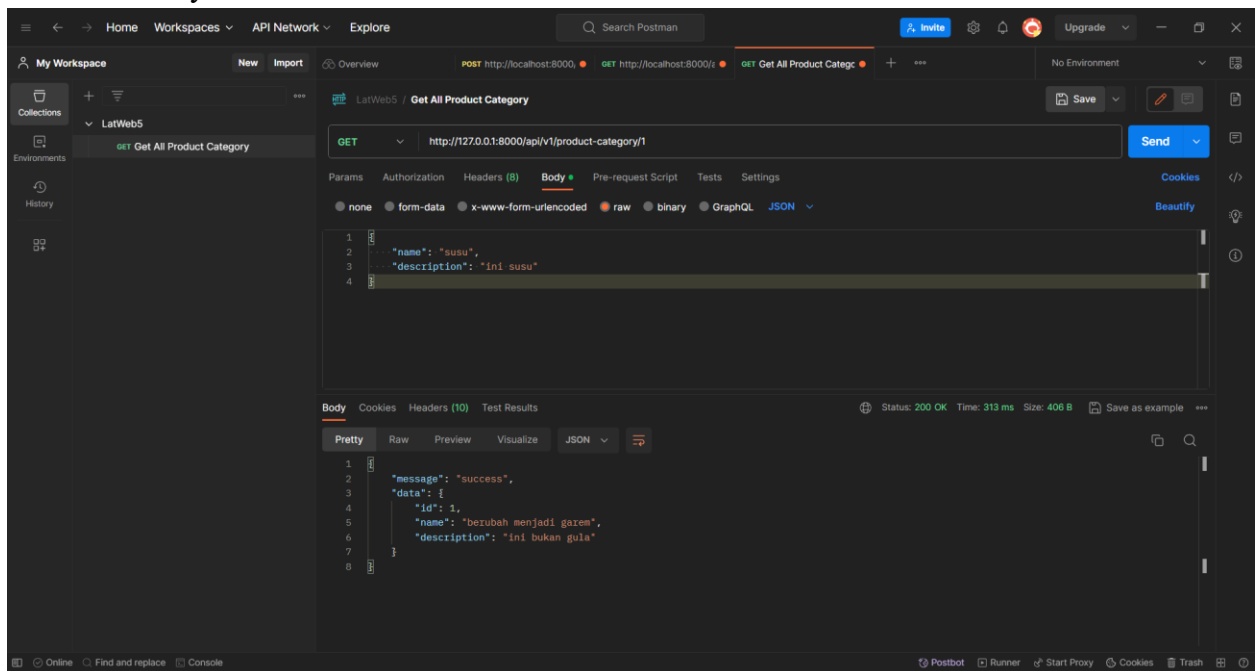 Home Workspaces API Network Explore Search Postman Invite Upgrade
My Workspace New Import Overview POST http://localhost:8000/ GET http://localhost:8000/a GET Get All Product Categc No Environment
Collections
Environments
History
LatWeb5
GET Get All Product Category
HTTP LatWeb5 / Get All Product Category Save
GET http://127.0.0.1:8000/api/v1/product-category/1 Send
Params Authorization Headers (8) Body Pre-request Script Tests Settings Cookies
none form-data x-www-form-urlencoded raw binary GraphQL JSON Beautify
1 {
2 "name": "susu",
3 "description": "ini susu"
4 }
Body Cookies Headers (10) Test Results Status: 200 OK Time: 313 ms Size: 406 B Save as example
Pretty Raw Preview Visualize JSON
1 {
2 "message": "success",
3 "data": {
4 "id": 1,
5 "name": "berubah menjadi garem",
6 "description": "ini bukan gula"
7 }
8 }
Online Find and replace Console Postbot Runner Start Proxy Cookies Trash